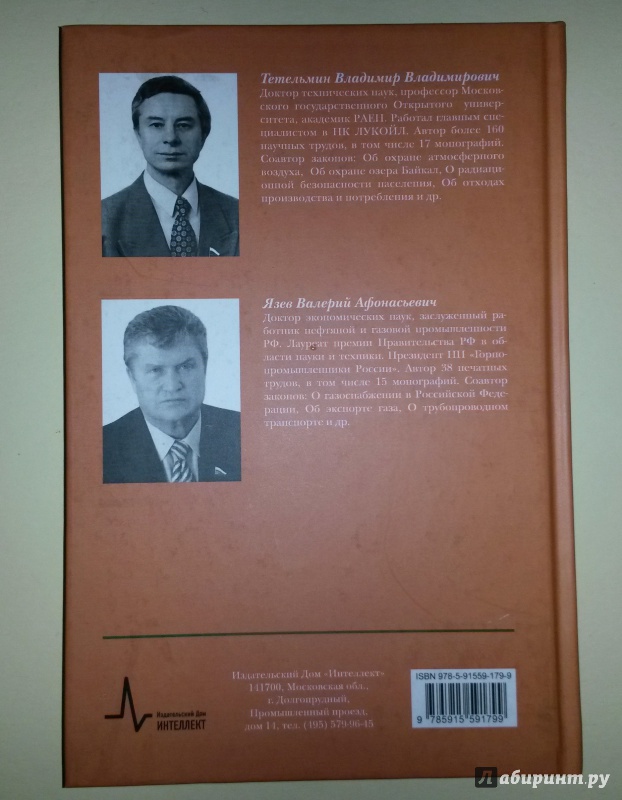 Тетельмин Владимир Владимирович
Доктор технических наук, профессор Москов-
ского государственного Открытого универ-
ситета, академик РАЕН. Работал главным спе-
циалистом в НК ЛУКОЙЛ. Автор более 160
научных трудов, в том числе 17 монографий.
Соавтор законов: Об охране атмосферного
воздуха, Об охране озера Байкал, О радиаци-
онной безопасности населения, Об отходах
производства и потребления и др.
Язев Валерий Афонасьевич
Доктор экономических наук, заслуженный ра-
ботник нефтяной и газовой промышленности
РФ. Лауреат премии Правительства РФ в об-
ласти науки и техники. Президент НП «Горно-
промышленники России». Автор 38 печатных
трудов, в том числе 15 монографий. Соавтор
законов: О газоснабжении в Российской Феде-
рации, Об экспорте газа, О трубопроводном
транспорте и др.
Издательский Дом
ИНТЕЛЛЕКТ
Издательский Дом «Интеллект»
141700, Московская обл.,
г. Долгопрудный,
Промышленный проезд,
дом 14, тел. (495) 579-96-45
ISBN 978-5-91559-179-9
9 785915 591799
Лабиринт.ру